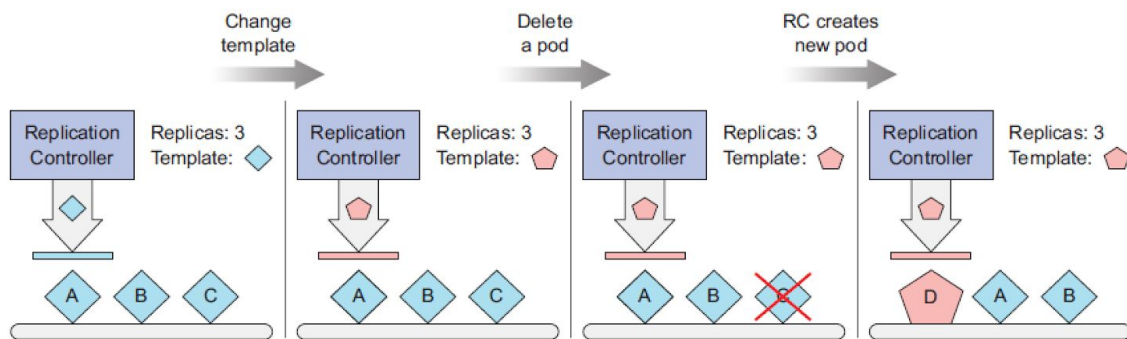 Change
template
Delete
a pod
RC creates
new pod
Replication
Controller
Replicas: 3
Template:
A
B
C
Replication
Controller
Replicas: 3
Template:
A
B
C
Replication
Controller
Replicas: 3
Template:
A
B
C
Replication
Controller
Replicas: 3
Template:
D
A
B